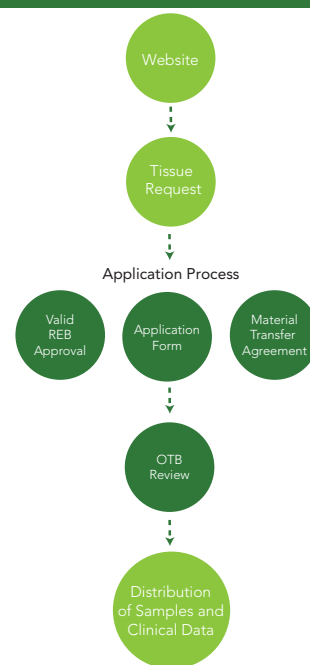 Website
Tissue
Request
Application Process
Valid
REB
Approval
Application
Form
Material
Transfer
Agreement
OTB
Review
Distribution
of Samples and
Clinical Data